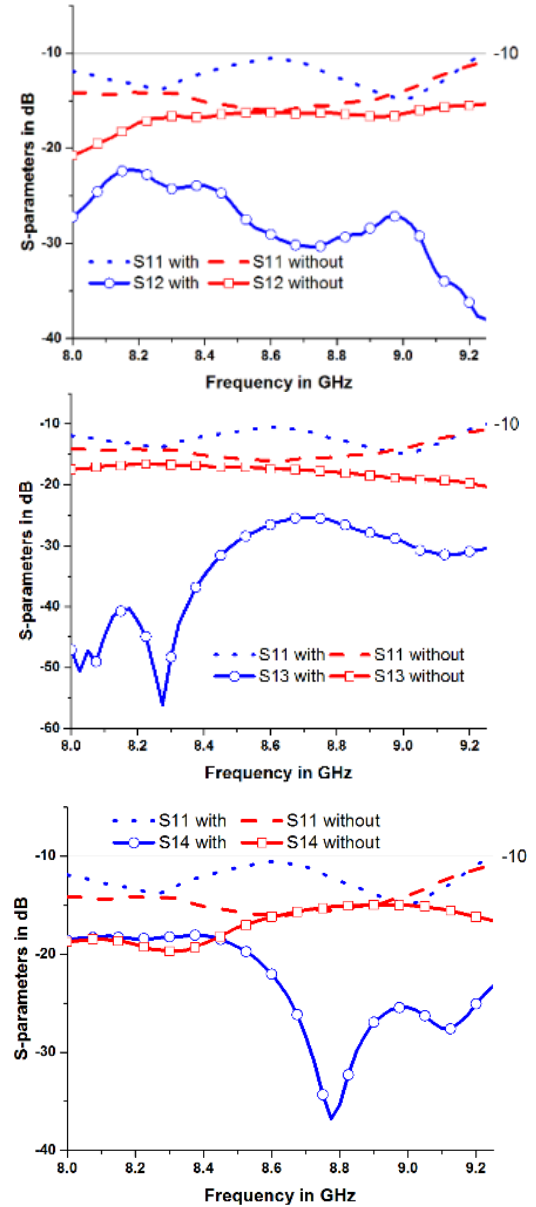 -10
-10
-20
-30
-40
S-parameters in dB
S11 with
S11 without
S12 with
S12 without
8.0
8.2
8.4
8.6
8.8
9.0
9.2
Frequency in GHz
-10
-10
-20
-30
-40
-50
-60
S-parameters in dB
S11 with
S11 without
S13 with
S13 without
8.0
8.2
8.4
8.6
8.8
9.0
9.2
Frequency in GHz
S11 with
S11 without
S14 with
S14 without
-10
-10
-20
-30
-40
S-parameters in dB
8.0
8.2
8.4
8.6
8.8
9.0
9.2
Frequency in GHz